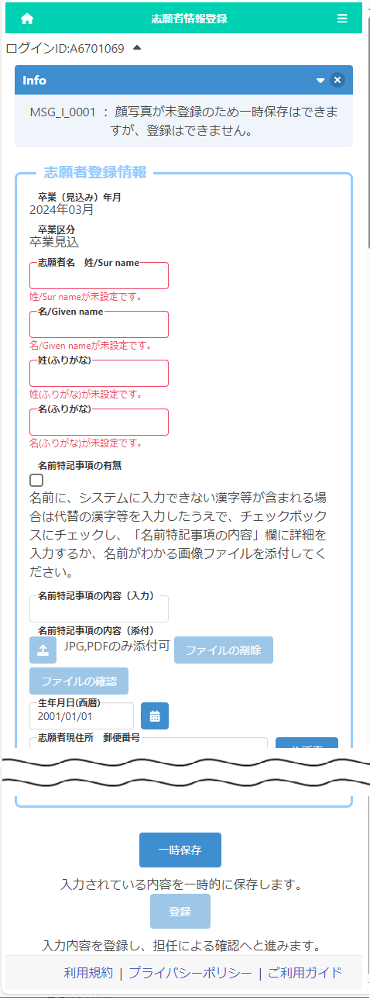 志願者情報登録
ログインID:A6701069
Info
MSG_I_0001 ： 顔写真が未登録のため一時保存はできま
すが、登録はできません。
志願者登録情報
卒業（見込み）年月
2024年03月
卒業区分
卒業見込
志願者名　姓/Sur name
姓/Sur nameが未設定です。
名/Given name
名/Given nameが未設定です。
姓(ふりがな)
姓(ふりがな)が未設定です。
名(ふりがな)
名(ふりがな)が未設定です。
名前特記事項の有無
名前に、システムに入力できない漢字等が含まれる場
合は代替の漢字等を入力したうえで、チェックボック
スにチェックし、「名前特記事項の内容」欄に詳細を
入力するか、名前がわかる画像ファイルを添付してく
ださい。
名前特記事項の内容（入力）
名前特記事項の内容（添付）
JPG,PDFのみ添付可 ファイルの削除
ファイルの確認
生年月日(西暦)
2001/01/01
志願者現住所　郵便番号
一時保存
入力されている内容を一時的に保存します。
登録
入力内容を登録し、担任による確認へと進みます。
利用規約 | プライバシーポリシー | ご利用ガイド